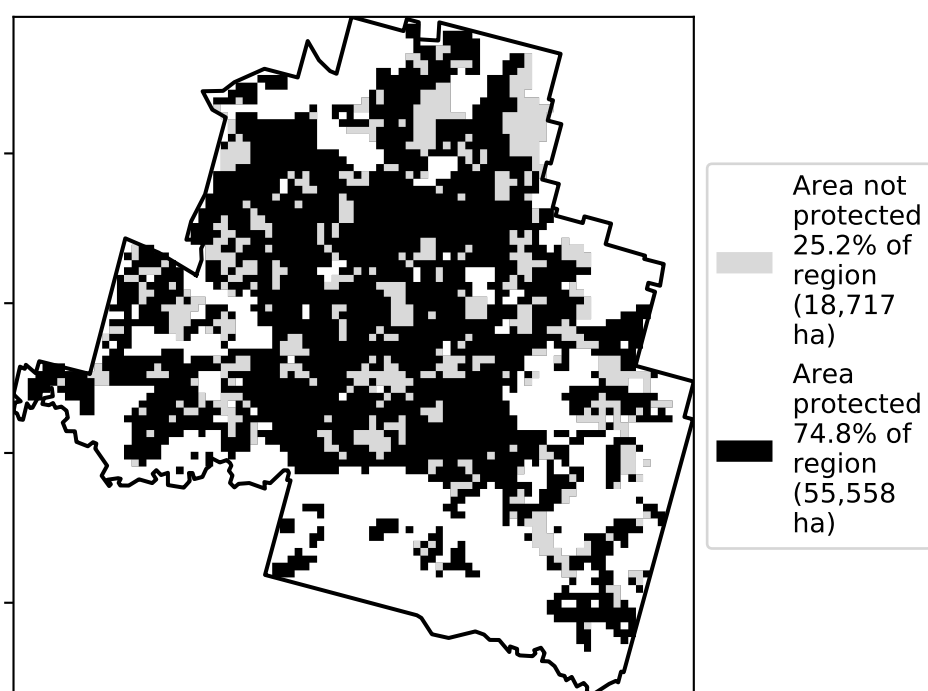 Area not
protected
25.2% of
region
(18,717
ha)
Area
protected
74.8% of
region
(55,558
ha)